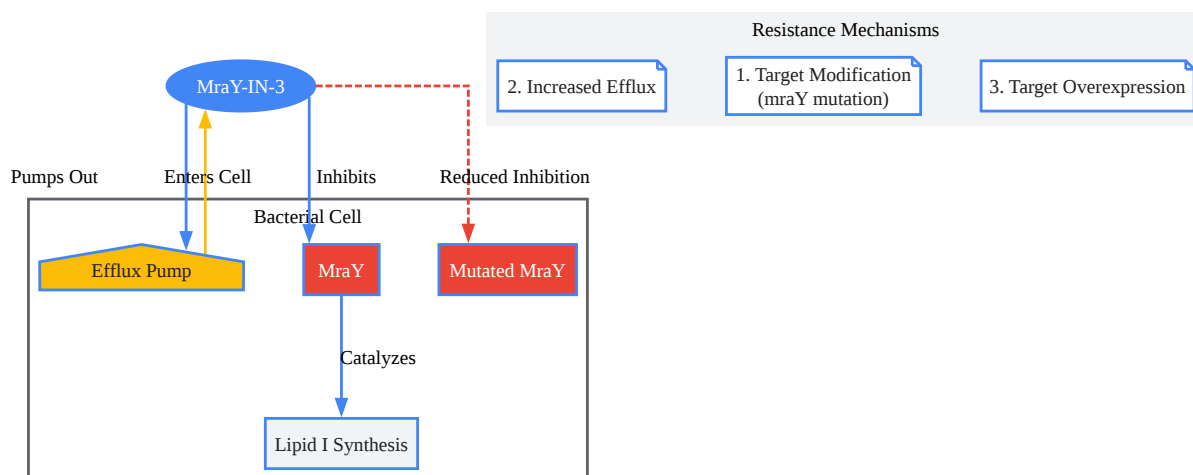 Resistance Mechanisms
2. Increased Efflux
1. Target Modification
(mraY mutation)
3. Target Overexpression
MraY-IN-3
Pumps Out
Enters Cell
Inhibits
Reduced Inhibition
Bacterial Cell
Efflux Pump
MraY
Mutated MraY
Catalyzes
Lipid I Synthesis